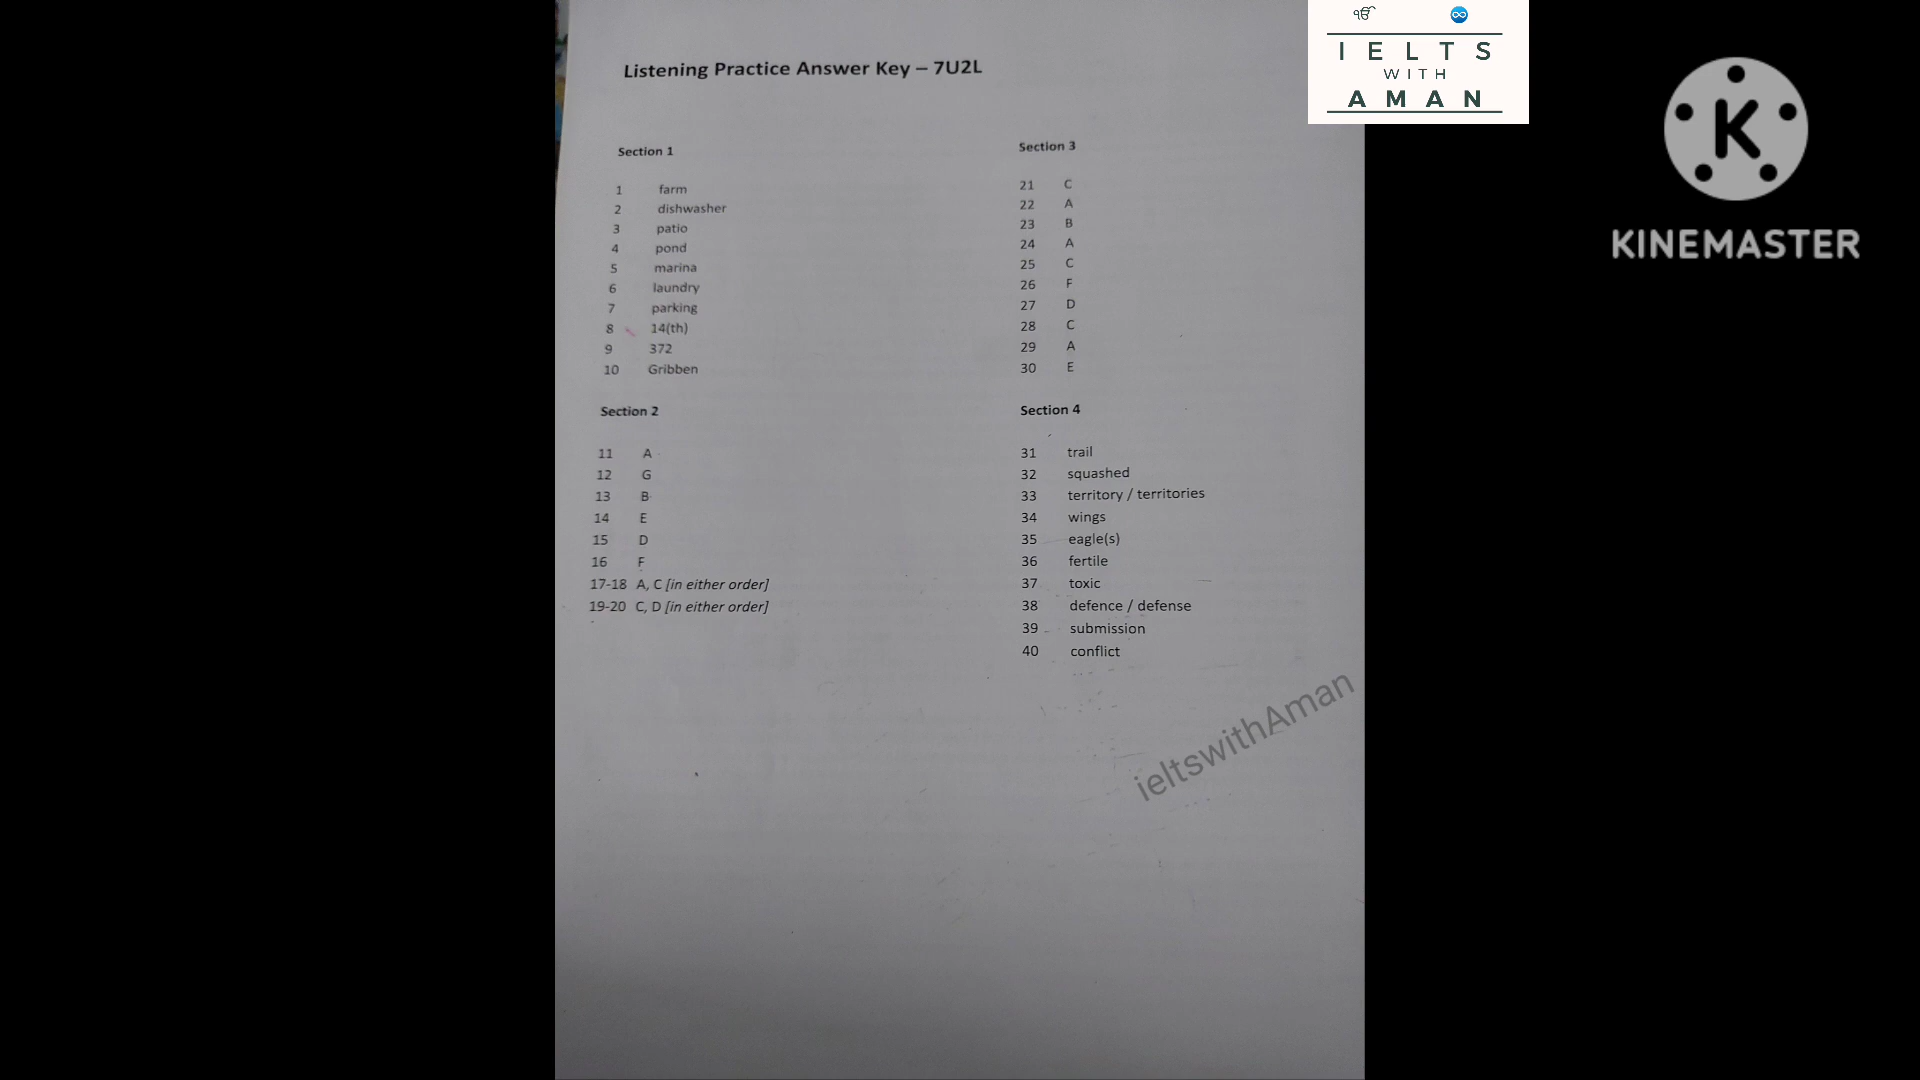 Listening Practice Answer Key – 7U2L
Section 1
1 farm
2 dishwasher
3 patio
4 pond
5 marina
6 laundry
7 parking
8 14(th)
9 372
10 Gribben
Section 2
11 A
12 G
13 B
14 E
15 D
16 F
17-18 A, C [in either order]
19-20 C, D [in either order]
Section 3
21 C
22 A
23 B
24 A
25 C
26 F
27 D
28 C
29 A
30 E
Section 4
31 trail
32 squashed
33 territory / territories
34 wings
35 eagle(s)
36 fertile
37 toxic
38 defence / defense
39 submission
40 conflict
ieltswithAman
ੴ
IELTS
WITH
AMAN
K
KINEMASTER